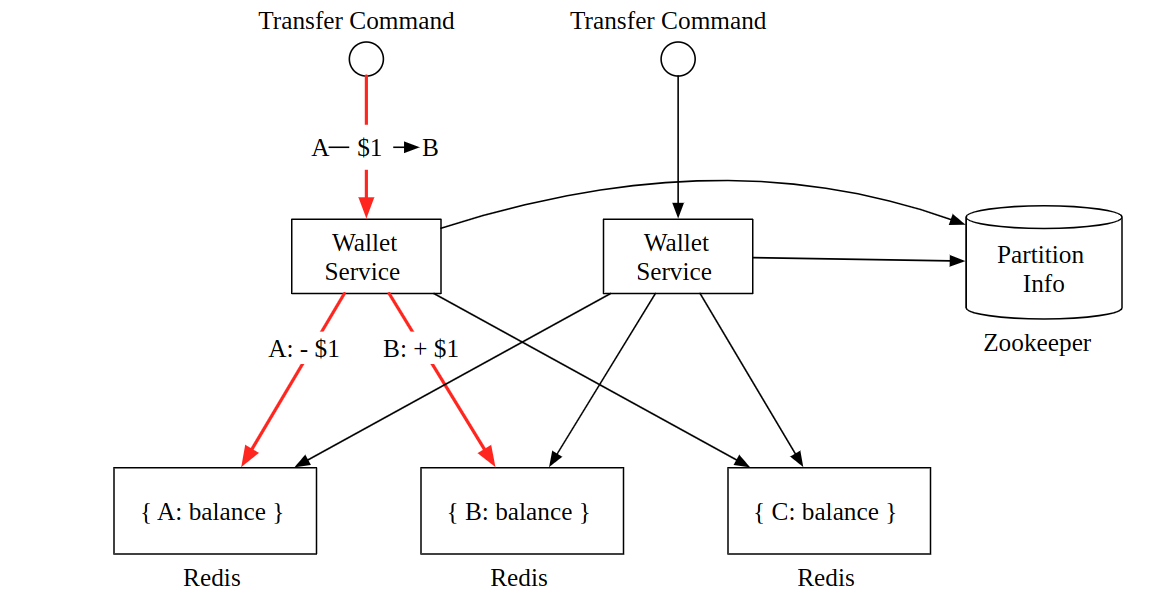 Transfer Command
Transfer Command
A $1 B
Wallet
Service
Wallet
Service
Partition
Info
Zookeeper
A: - $1
B: + $1
{ A: balance }
{ B: balance }
{ C: balance }
Redis
Redis
Redis